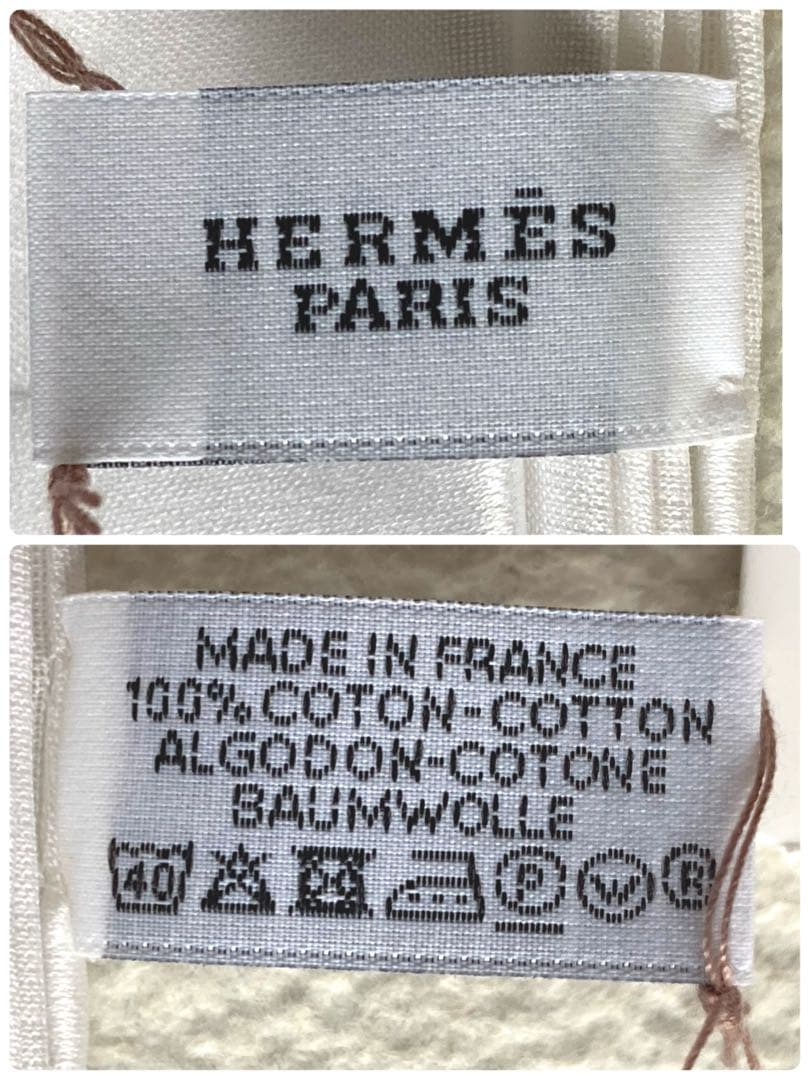 HERMÈS
PARIS
MADE IN FRANCE
100% COTON-COTTON
ALGODON-COTONE
BAUMWOLLE
40 P W R